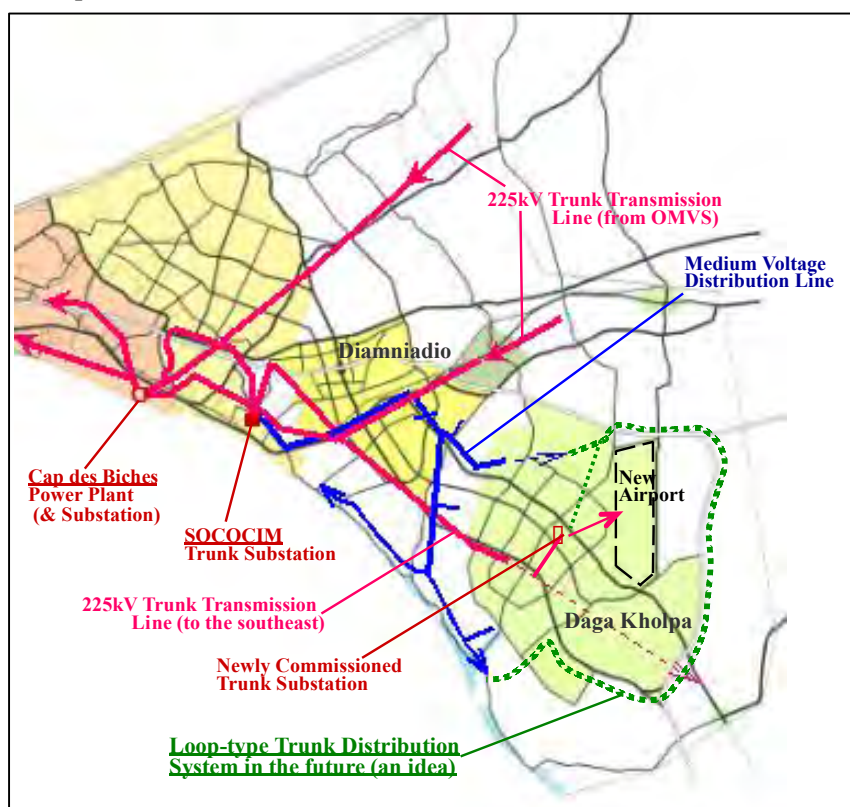 225kV Trunk Transmission
Line (from OMVS)
Medium Voltage
Distribution Line
Diamniadio
Cap des Biches
Power Plant
(& Substation)
New
Airport
SOCOCIM
Trunk Substation
225kV Trunk Transmission
Line (to the southeast)
Daga Kholpa
Newly Commissioned
Trunk Substation
Loop-type Trunk Distribution
System in the future (an idea)